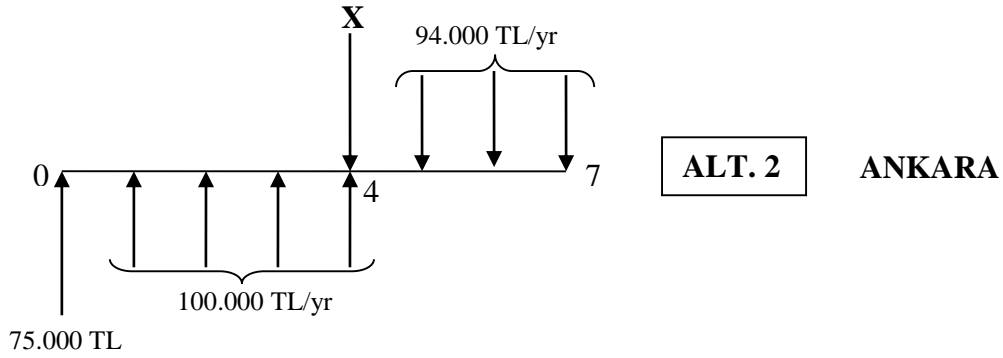 X
94.000 TL/yr
0
4
7
ALT. 2
ANKARA
100.000 TL/yr
75.000 TL